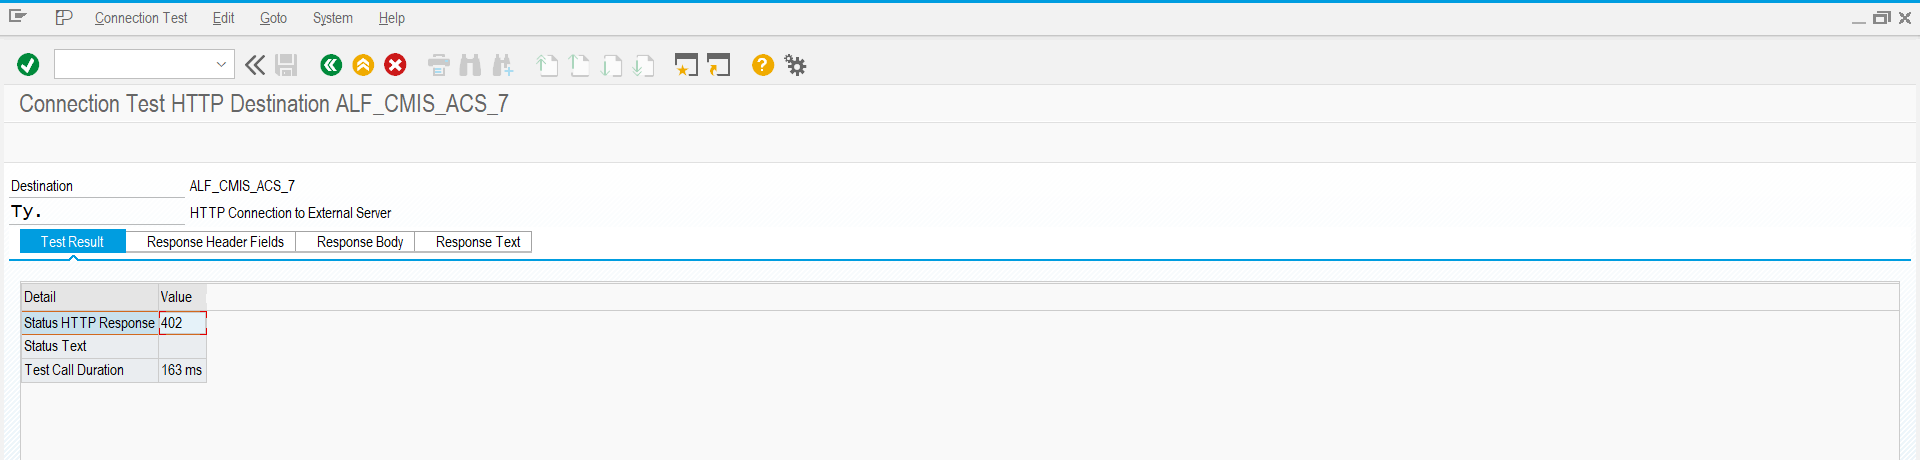 Connection Test Edit Goto System Help
Connection Test HTTP Destination ALF_CMIS_ACS_7
Destination ALF_CMIS_ACS_7
Ty. HTTP Connection to External Server
Test Result Response Header Fields Response Body Response Text
Detail Value
Status HTTP Response 402
Status Text
Test Call Duration 163 ms